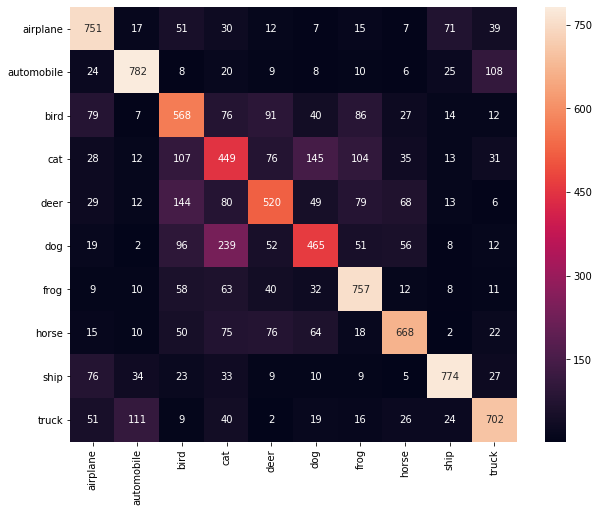 airplane 751 17 51 30 12 7 15 7 71 39
automobile 24 782 8 20 9 8 10 6 25 108
bird 79 7 568 76 91 40 86 27 14 12
cat 28 12 107 449 76 145 104 35 13 31
deer 29 12 144 80 520 49 79 68 13 6
dog 19 2 96 239 52 465 51 56 8 12
frog 9 10 58 63 40 32 757 12 8 11
horse 15 10 50 75 76 64 18 668 2 22
ship 76 34 23 33 9 10 9 5 774 27
truck 51 111 9 40 2 19 16 26 24 702
airplane automobile bird cat deer dog frog horse ship truck
750
600
450
300
150